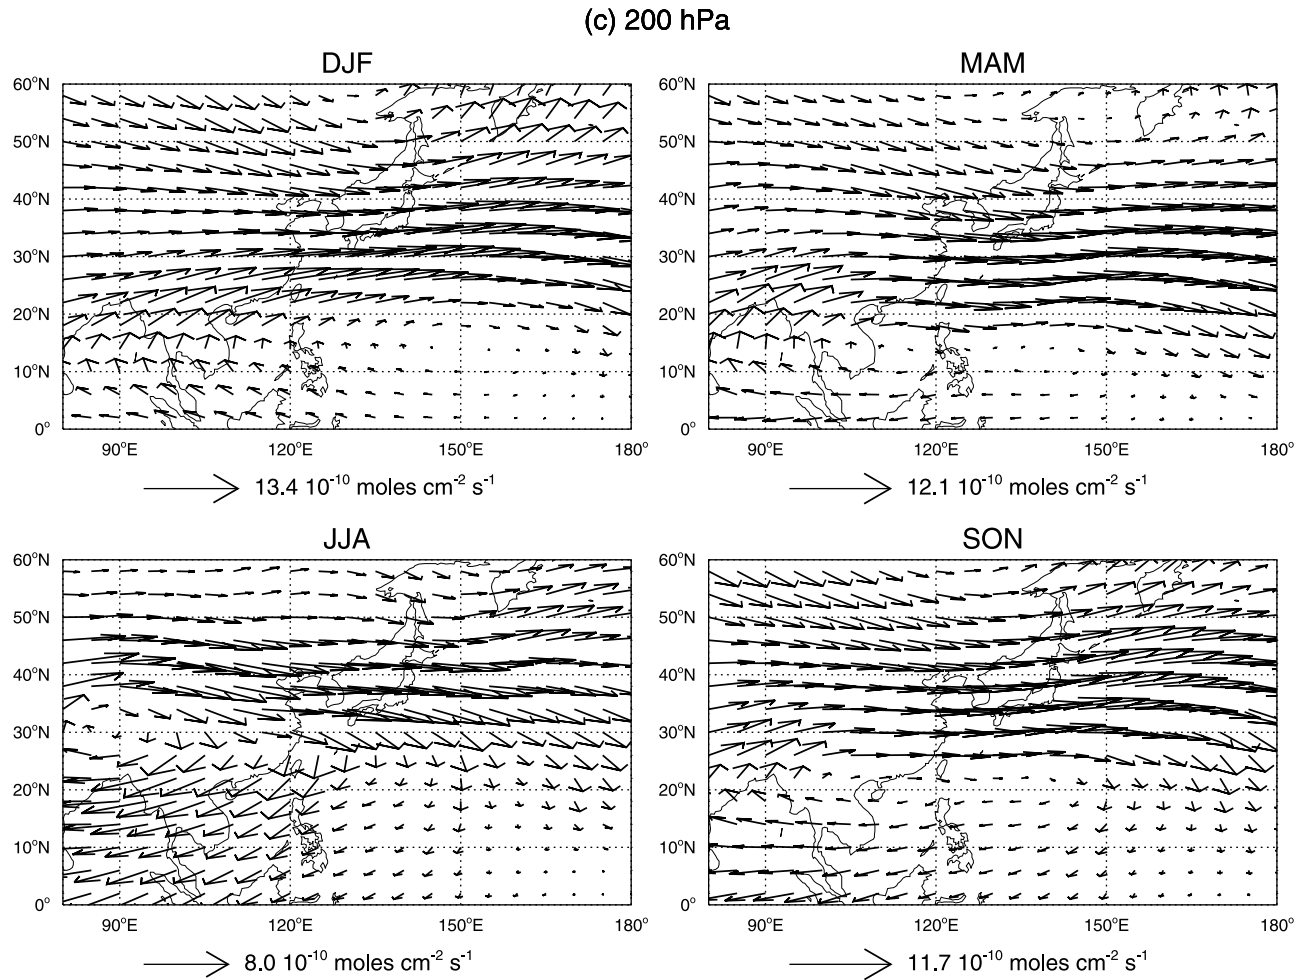 (c) 200 hPa
DJF
MAM
60°N
50°N
40°N
30°N
20°N
10°N
0°
90°E
120°E
150°E
180°
13.4 10⁻¹⁰ moles cm⁻² s⁻¹
60°N
50°N
40°N
30°N
20°N
10°N
0°
90°E
120°E
150°E
180°
12.1 10⁻¹⁰ moles cm⁻² s⁻¹
JJA
SON
60°N
50°N
40°N
30°N
20°N
10°N
0°
90°E
120°E
150°E
180°
8.0 10⁻¹⁰ moles cm⁻² s⁻¹
60°N
50°N
40°N
30°N
20°N
10°N
0°
90°E
120°E
150°E
180°
11.7 10⁻¹⁰ moles cm⁻² s⁻¹